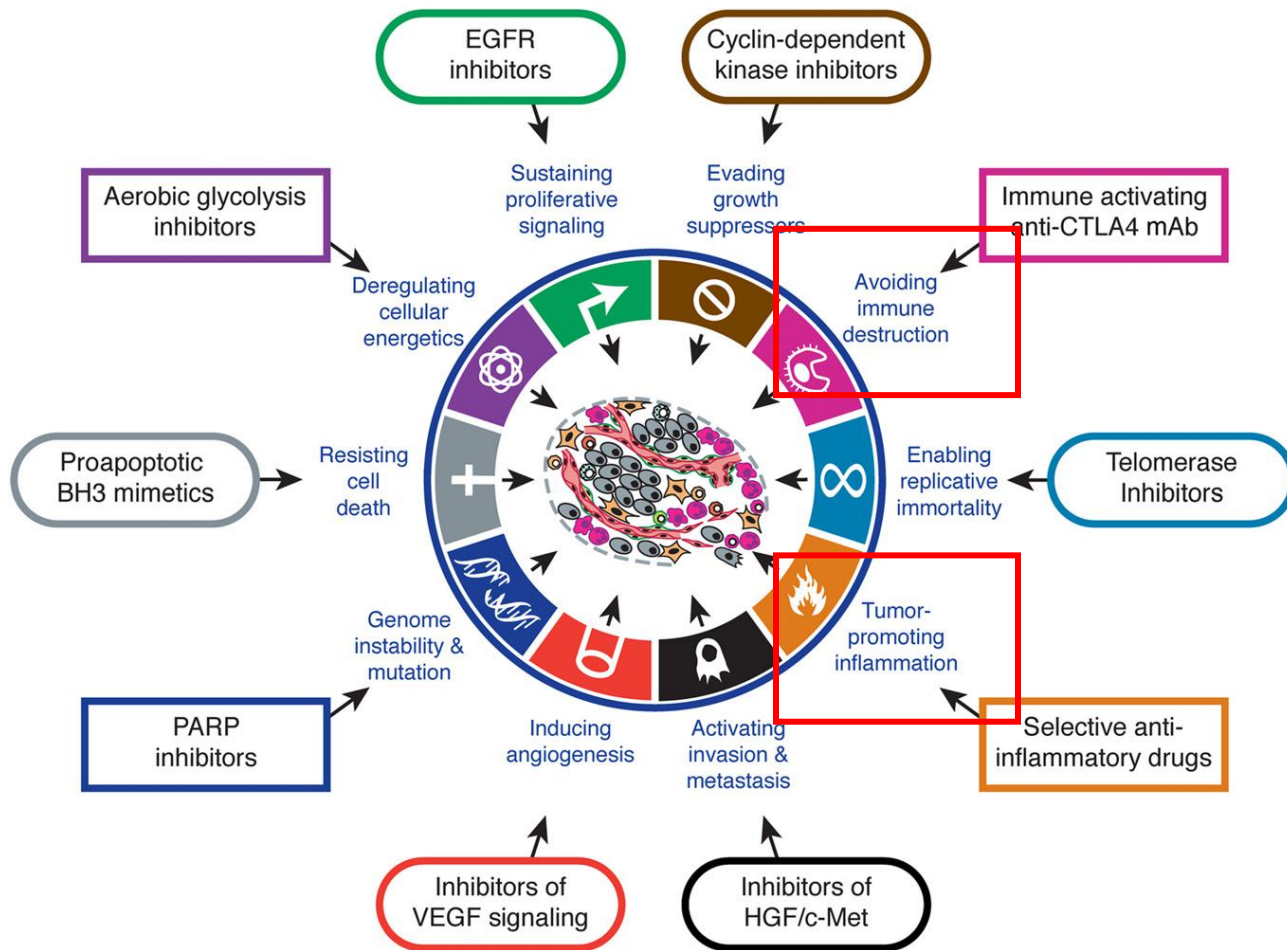 EGFR
inhibitors
Cyclin-dependent
kinase inhibitors
Sustaining
proliferative
signaling
Evading
growth
suppressors
Aerobic glycolysis
inhibitors
Immune activating
anti-CTLA4 mAb
Deregulating
cellular
energetics
Avoiding
immune
destruction
Proapoptotic
BH3 mimetics
Resisting
cell
death
Enabling
replicative
immortality
Telomerase
Inhibitors
Genome
instability &
mutation
Tumor-
promoting
inflammation
PARP
inhibitors
Inducing
angiogenesis
Activating
invasion &
metastasis
Selective anti-
inflammatory drugs
Inhibitors of
VEGF signaling
Inhibitors of
HGF/c-Met